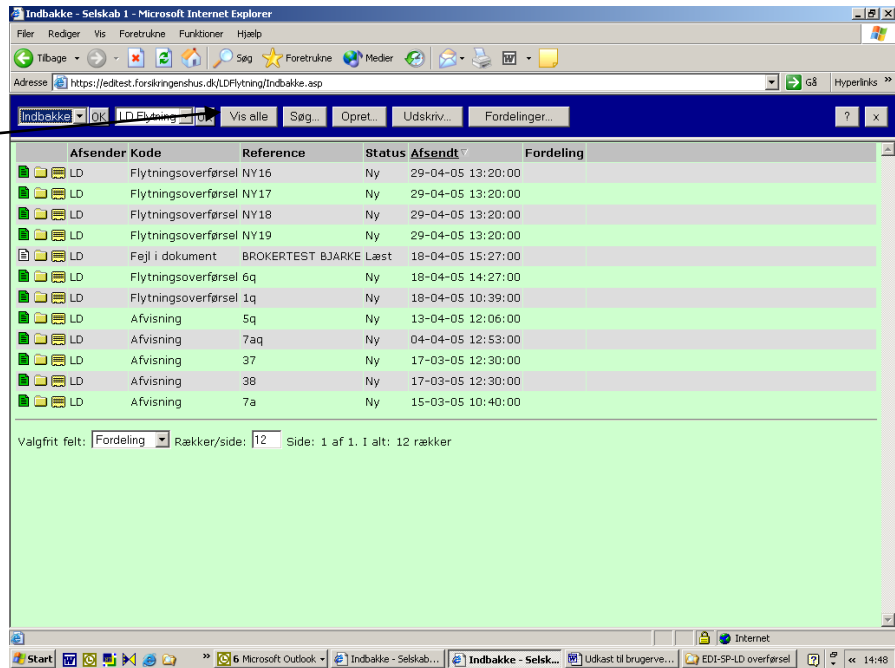 Indbakke - Selskab 1 - Microsoft Internet Explorer
Filer Rediger Vis Foretrukne Funktioner Hjælp
Tilbage Søg Foretrukne Medier
Adresse https://editest.forsikringenshus.dk/LDFlytning/Indbakke.asp Gå Hyperlinks »
Indbakke OK LD Flytning Vis alle Søg... Opret... Udskriv... Fordelinger... ? x
Afsender Kode Reference Status Afsendt Fordeling
LD Flytningsoverførsel NY16 Ny 29-04-05 13:20:00
LD Flytningsoverførsel NY17 Ny 29-04-05 13:20:00
LD Flytningsoverførsel NY18 Ny 29-04-05 13:20:00
LD Flytningsoverførsel NY19 Ny 29-04-05 13:20:00
LD Fejl i dokument BROKERTEST BJARKE Læst 18-04-05 15:27:00
LD Flytningsoverførsel 6q Ny 18-04-05 14:27:00
LD Flytningsoverførsel 1q Ny 18-04-05 10:39:00
LD Afvisning 5q Ny 13-04-05 12:06:00
LD Afvisning 7aq Ny 04-04-05 12:53:00
LD Afvisning 37 Ny 17-03-05 12:30:00
LD Afvisning 38 Ny 17-03-05 12:30:00
LD Afvisning 7a Ny 15-03-05 10:40:00
Valgfrit felt: Fordeling Rækker/side: 12 Side: 1 af 1. I alt: 12 rækker
Internet
Start » 6 Microsoft Outlook Indbakke - Selskab... Indbakke - Selsk... Udkast til brugerve... EDI-SP-LD overførsel « 14:48